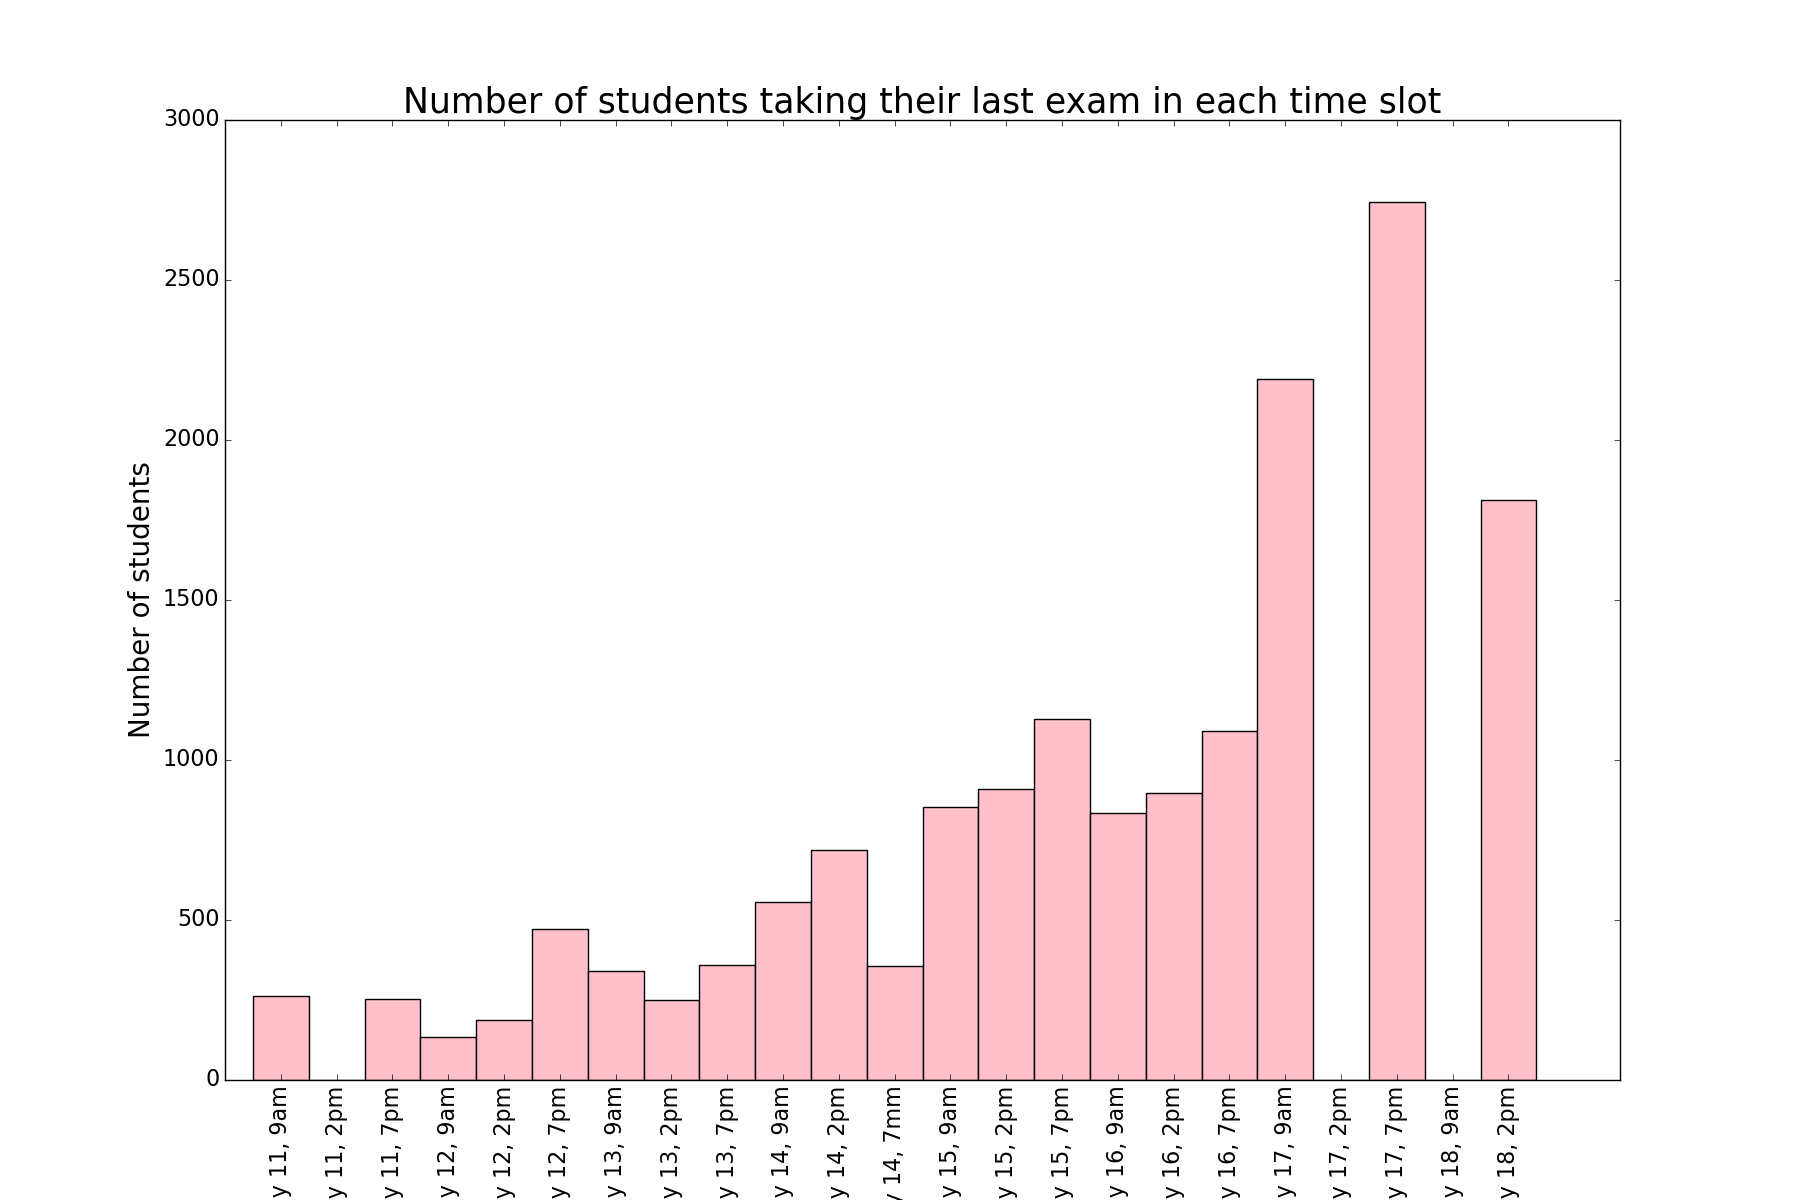 Number of students taking their last exam in each time slot
3000
2500
2000
1500
1000
500
0
Number of students
y 11, 9am
y 11, 2pm
y 11, 7pm
y 12, 9am
y 12, 2pm
y 12, 7pm
y 13, 9am
y 13, 2pm
y 13, 7pm
y 14, 9am
y 14, 2pm
y 14, 7mm
y 15, 9am
y 15, 2pm
y 15, 7pm
y 16, 9am
y 16, 2pm
y 16, 7pm
y 17, 9am
y 17, 2pm
y 17, 7pm
y 18, 9am
y 18, 2pm